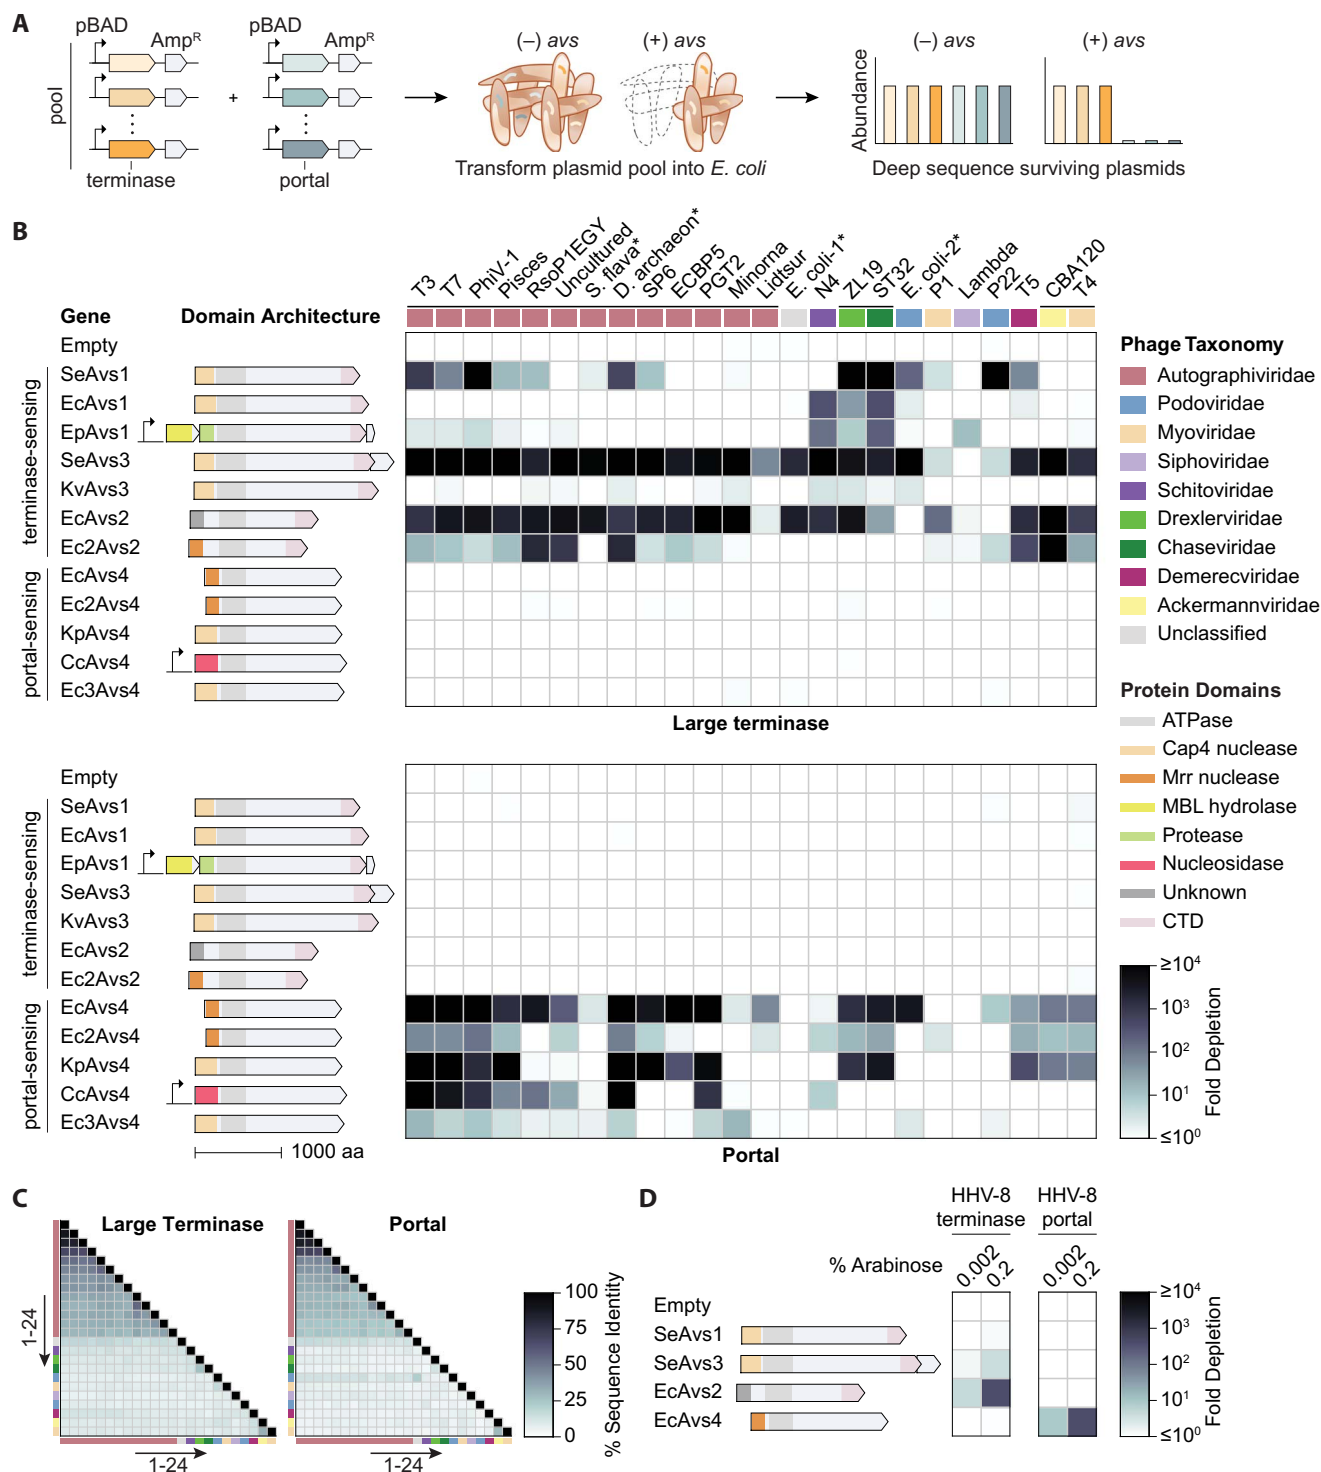 A
pBAD
Amp^R
pBAD
Amp^R
pool
+
terminase
portal
(–) avs
(+) avs
Transform plasmid pool into E. coli
(–) avs
(+) avs
Abundance
Deep sequence surviving plasmids
B
T3
T7
PhiV-1
Pisces
RsoP1EGY
Uncultured
S. flava*
D. archaeon*
SP6
ECBP5
PGT2
Minorna
Lidtsur
E. coli-1*
N4
ZL19
ST32
E. coli-2*
P1
Lambda
P22
T5
CBA120
T4
Gene
Domain Architecture
Empty
terminase-sensing
SeAvs1
EcAvs1
EpAvs1
SeAvs3
KvAvs3
EcAvs2
Ec2Avs2
portal-sensing
EcAvs4
Ec2Avs4
KpAvs4
CcAvs4
Ec3Avs4
Large terminase
Empty
terminase-sensing
SeAvs1
EcAvs1
EpAvs1
SeAvs3
KvAvs3
EcAvs2
Ec2Avs2
portal-sensing
EcAvs4
Ec2Avs4
KpAvs4
CcAvs4
Ec3Avs4
1000 aa
Portal
Phage Taxonomy
Autographiviridae
Podoviridae
Myoviridae
Siphoviridae
Schitoviridae
Drexlerviridae
Chaseviridae
Demerecviridae
Ackermannviridae
Unclassified
Protein Domains
ATPase
Cap4 nuclease
Mrr nuclease
MBL hydrolase
Protease
Nucleosidase
Unknown
CTD
≥10⁴
10³
10²
10¹
≤10⁰
Fold Depletion
C
Large Terminase
Portal
1-24
1-24
1-24
100
75
50
25
0
% Sequence Identity
D
HHV-8 terminase
HHV-8 portal
% Arabinose
0.002
0.2
0.002
0.2
Empty
SeAvs1
SeAvs3
EcAvs2
EcAvs4
≥10⁴
10³
10²
10¹
≤10⁰
Fold Depletion